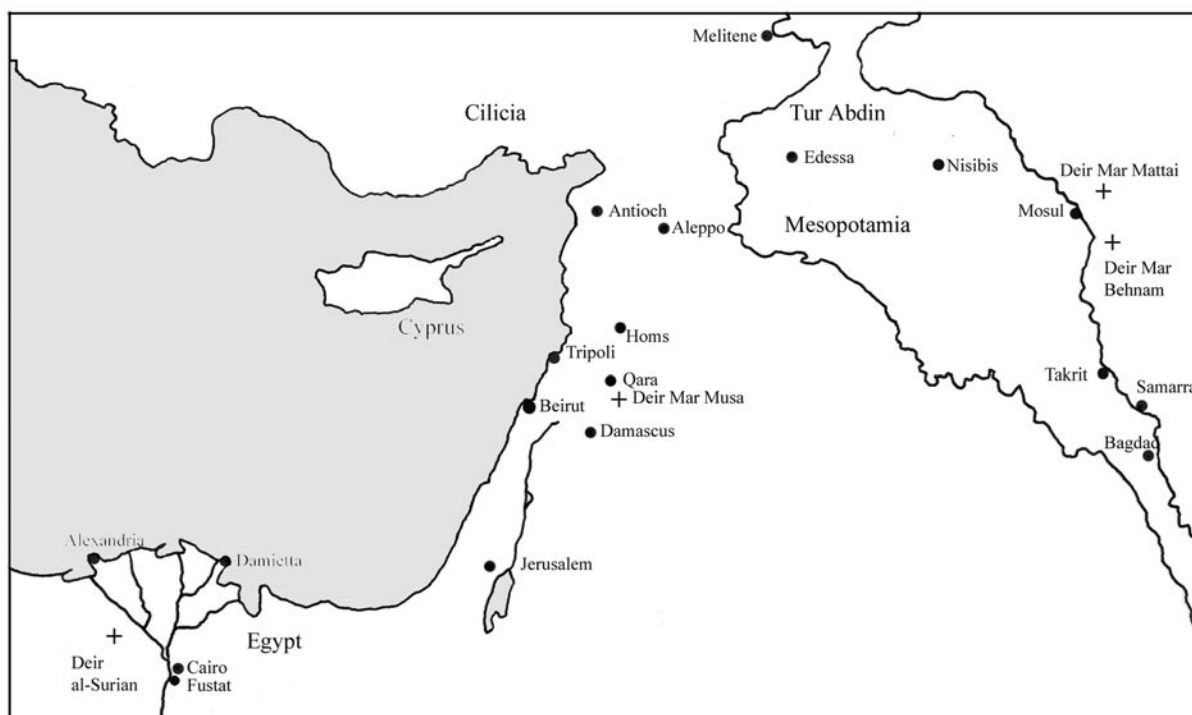 Melitene
Cilicia
Tur Abdin
Edessa
Nisibis
Deir Mar Mattai
Antioch
Mosul
Aleppo
Mesopotamia
Deir Mar
Behnam
Cyprus
Homs
Tripoli
Qara
Takrit
Samarra
Deir Mar Musa
Beirut
Damascus
Bagdad
Alexandria
Damietta
Jerusalem
Egypt
Deir
al-Surian
Cairo
Fustat